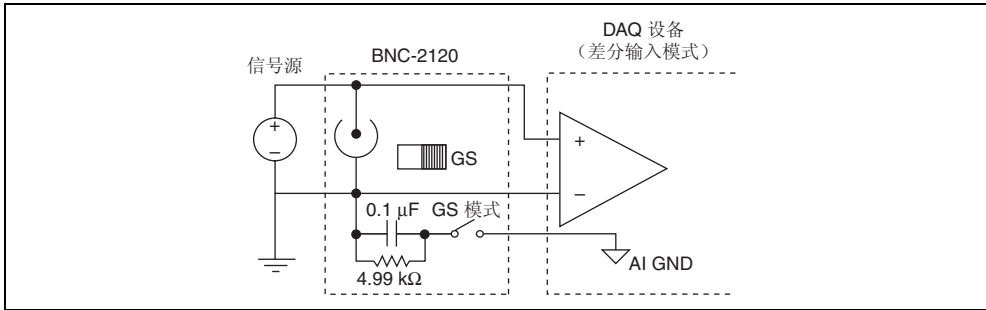 DAQ 设备
（差分输入模式）
BNC-2120
信号源
+
−
GS
+
−
0.1 µF
GS 模式
4.99 kΩ
AI GND